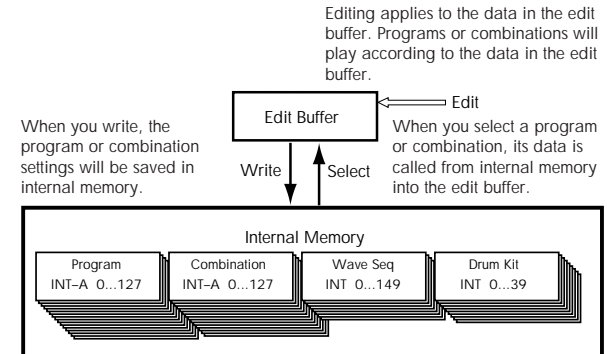 Editing applies to the data in the edit
buffer. Programs or combinations will
play according to the data in the edit
buffer.
Edit Buffer
Edit
When you write, the
program or combination
settings will be saved in
internal memory.
Write
Select
When you select a program
or combination, its data is
called from internal memory
into the edit buffer.
Internal Memory
Program
INT–A 0...127
Combination
INT–A 0...127
Wave Seq
INT 0...149
Drum Kit
INT 0...39